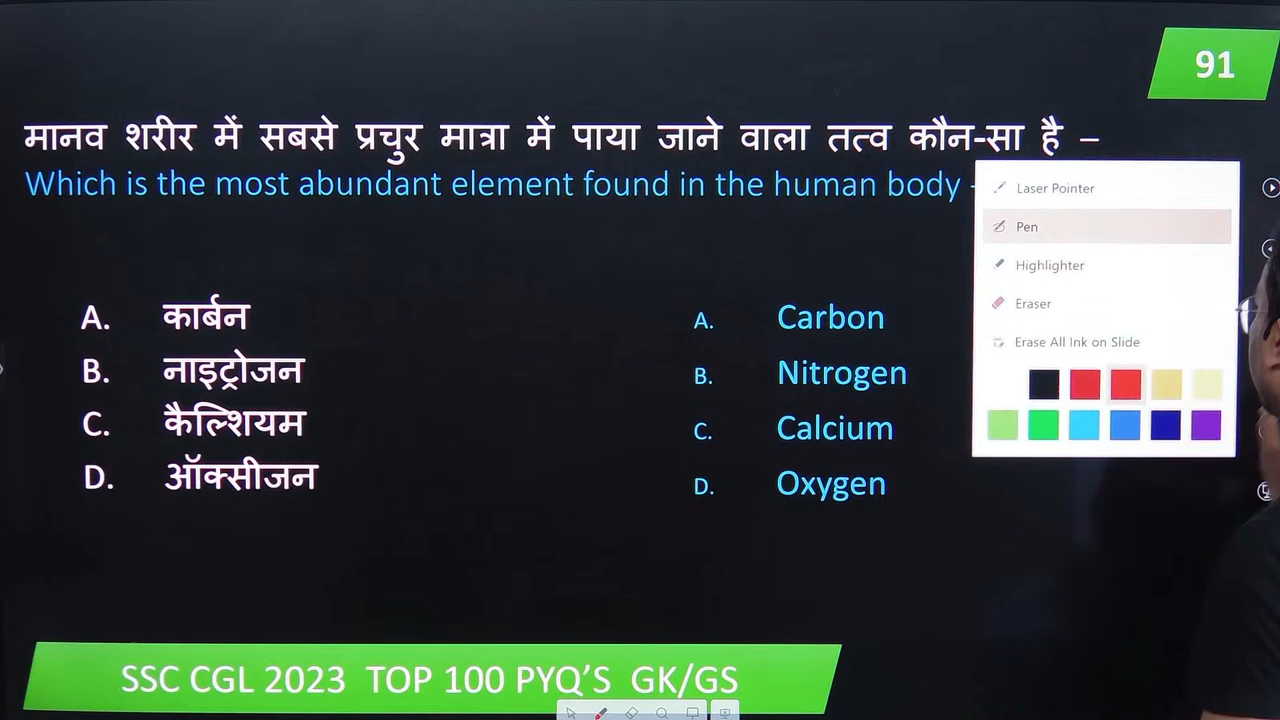 91
मानव शरीर में सबसे प्रचुर मात्रा में पाया जाने वाला तत्व कौन-सा है –
Which is the most abundant element found in the human body -
A. कार्बन
B. नाइट्रोजन
C. कैल्शियम
D. ऑक्सीजन
A. Carbon
B. Nitrogen
C. Calcium
D. Oxygen
Laser Pointer
Pen
Highlighter
Eraser
Erase All Ink on Slide
SSC CGL 2023 TOP 100 PYQ’S GK/GS